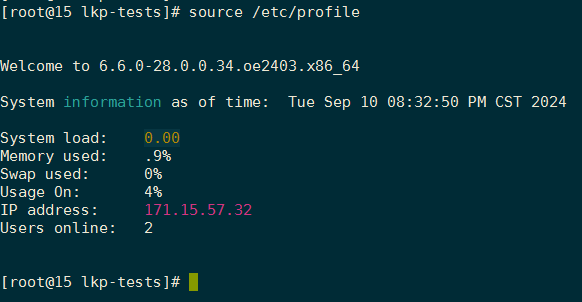 [root@15 lkp-tests]# source /etc/profile
Welcome to 6.6.0-28.0.0.34.oe2403.x86_64
System information as of time:  Tue Sep 10 08:32:50 PM CST 2024
System load:    0.00
Memory used:    .9%
Swap used:      0%
Usage On:       4%
IP address:     171.15.57.32
Users online:   2
[root@15 lkp-tests]#